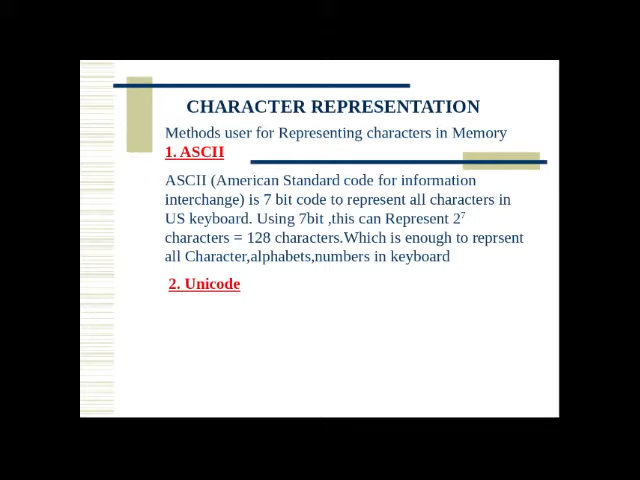 CHARACTER REPRESENTATION
Methods user for Representing characters in Memory
1. ASCII
ASCII (American Standard code for information
interchange) is 7 bit code to represent all characters in
US keyboard. Using 7bit ,this can Represent 2⁷
characters = 128 characters.Which is enough to reprsent
all Character,alphabets,numbers in keyboard
2. Unicode